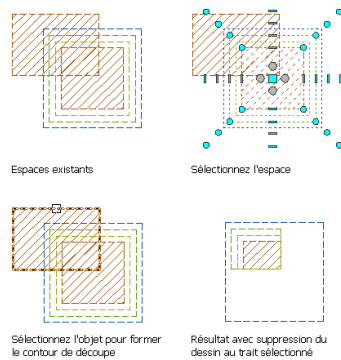 Espaces existants
Sélectionnez l'espace
Sélectionnez l'objet pour former
le contour de découpe
Résultat avec suppression du
dessin au trait sélectionné